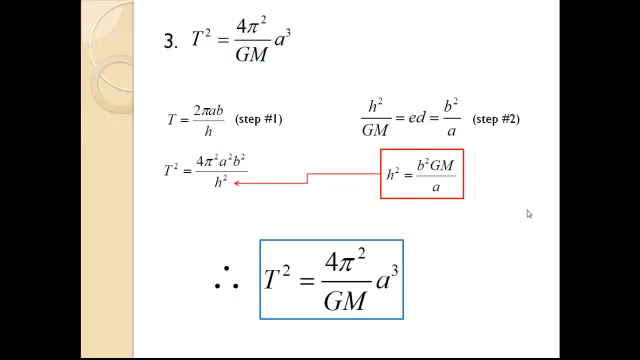 3. T² = 4π²/GM a³
T = 2πab/h (step #1)
h²/GM = ed = b²/a (step #2)
T² = 4π²a²b²/h²
h² = b²GM/a
∴ T² = 4π²/GM a³